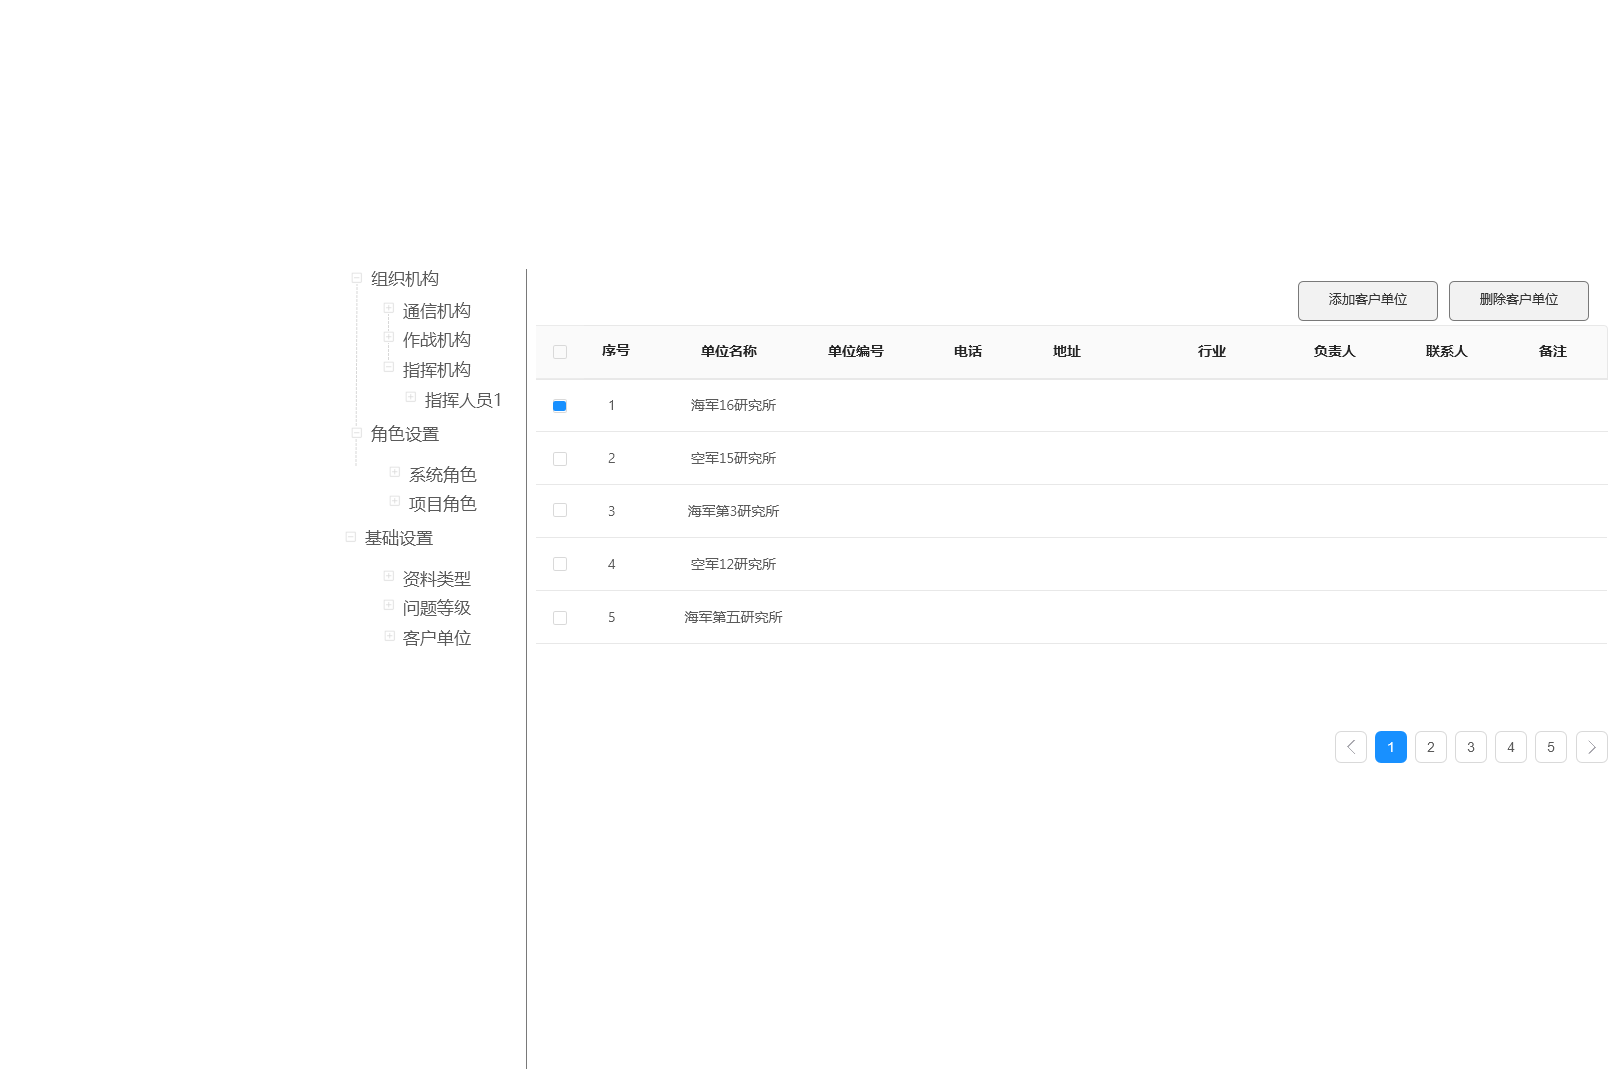 组织机构
通信机构
作战机构
指挥机构
指挥人员1
角色设置
系统角色
项目角色
基础设置
资料类型
问题等级
客户单位
添加客户单位 删除客户单位
序号 单位名称 单位编号 电话 地址 行业 负责人 联系人 备注
1 海军16研究所
2 空军15研究所
3 海军第3研究所
4 空军12研究所
5 海军第五研究所
1 2 3 4 5